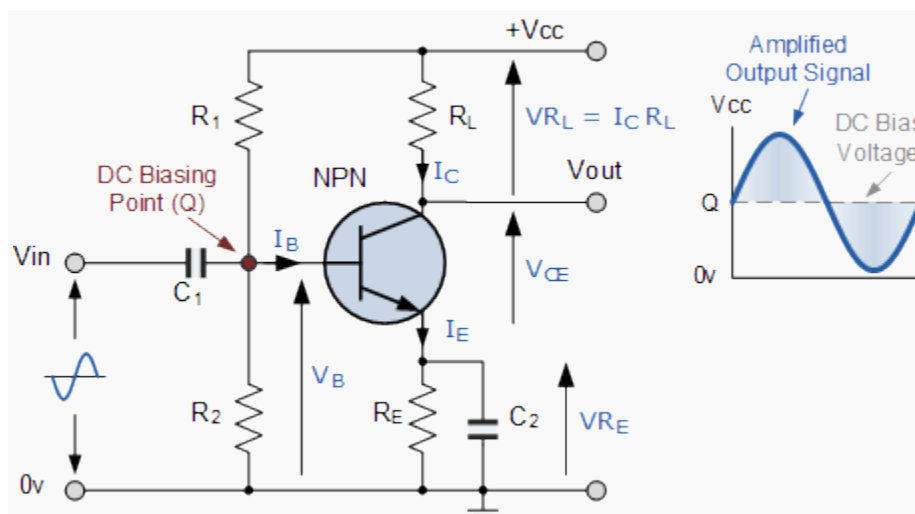 +Vcc
Amplified
Output Signal
Vcc
R1
RL
VRL = IC RL
DC Bias
Voltage
DC Biasing
Point (Q)
NPN
IC
Vout
Q
Vin
IB
C1
VCE
0v
IE
VB
R2
RE
C2
VRE
0v